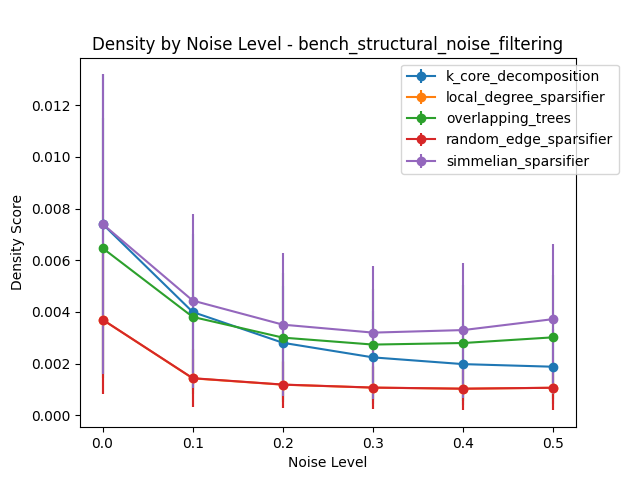 Density by Noise Level - bench_structural_noise_filtering
k_core_decomposition
local_degree_sparsifier
overlapping_trees
random_edge_sparsifier
simmelian_sparsifier
Density Score
0.012
0.010
0.008
0.006
0.004
0.002
0.000
0.0 0.1 0.2 0.3 0.4 0.5
Noise Level